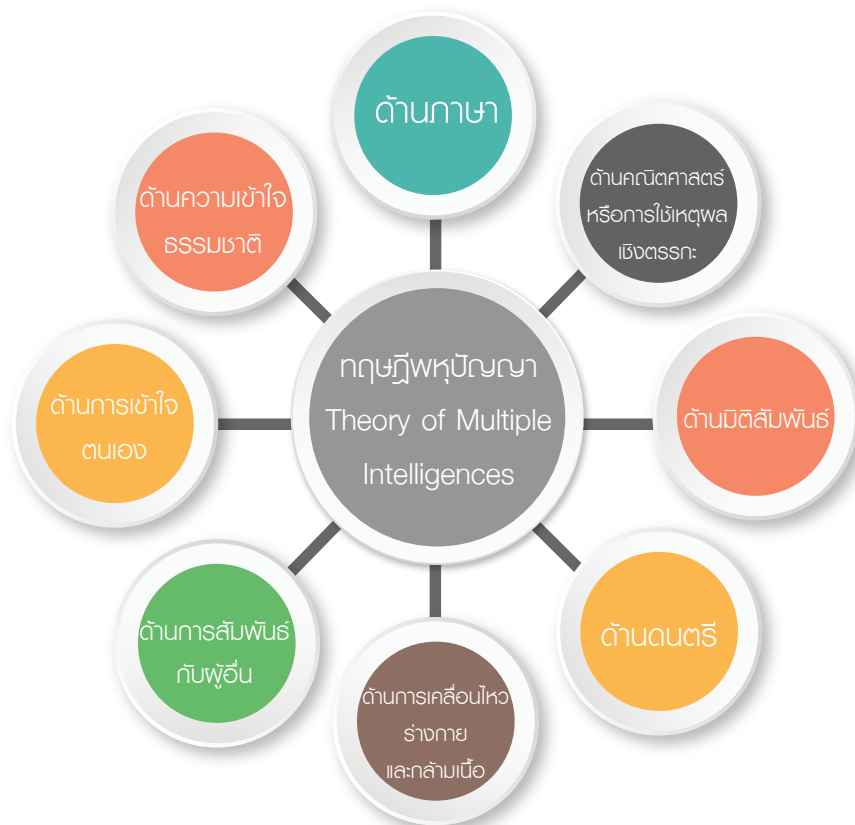 ด้านภาษา
ด้านคณิตศาสตร์
หรือการใช้เหตุผล
เชิงตรรกะ
ด้านมิติสัมพันธ์
ด้านดนตรี
ด้านการเคลื่อนไหว
ร่างกาย
และกล้ามเนื้อ
ด้านการสัมพันธ์
กับผู้อื่น
ด้านการเข้าใจ
ตนเอง
ด้านความเข้าใจ
ธรรมชาติ
ทฤษฎีพหุปัญญา
Theory of Multiple
Intelligences